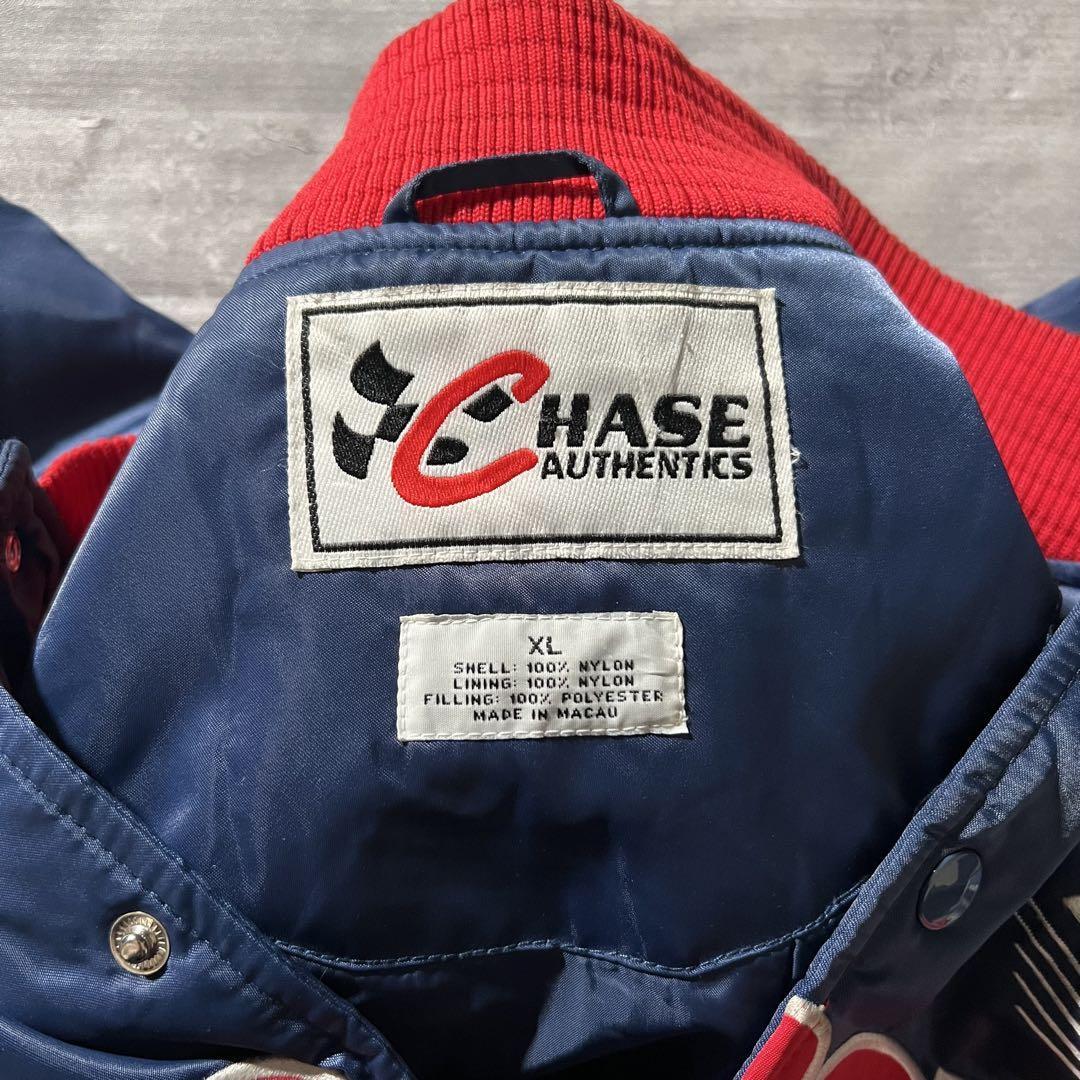 CHASE
AUTHENTICS
XL
SHELL: 100% NYLON
LINING: 100% NYLON
FILLING: 100% POLYESTER
MADE IN MACAU